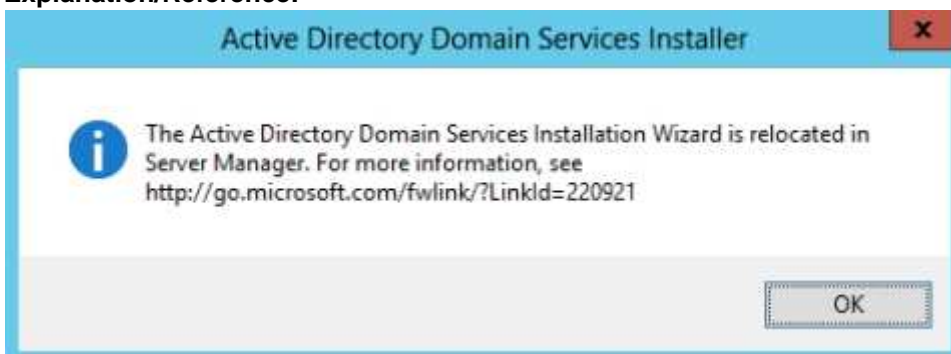 Explanation/Reference:
Active Directory Domain Services Installer
x
The Active Directory Domain Services Installation Wizard is relocated in
Server Manager. For more information, see
http://go.microsoft.com/fwlink/?LinkId=220921
OK